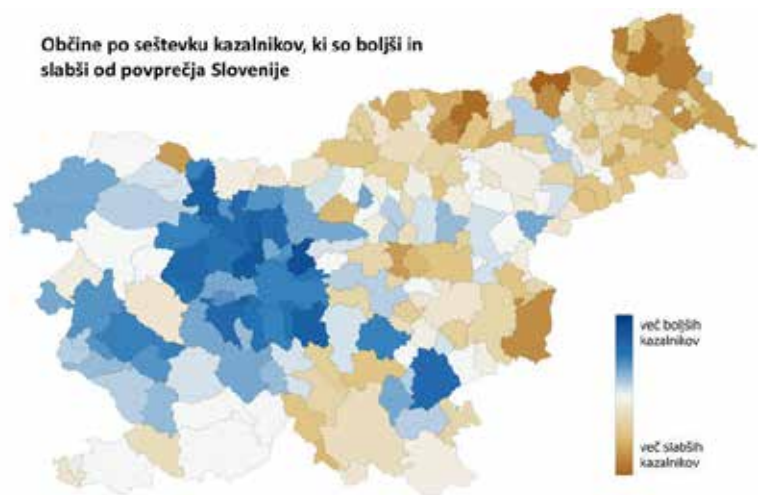 Občine po seštevku kazalnikov, ki so boljši in
slabši od povprečja Slovenije
več boljših
kazalnikov
več slabših
kazalnikov